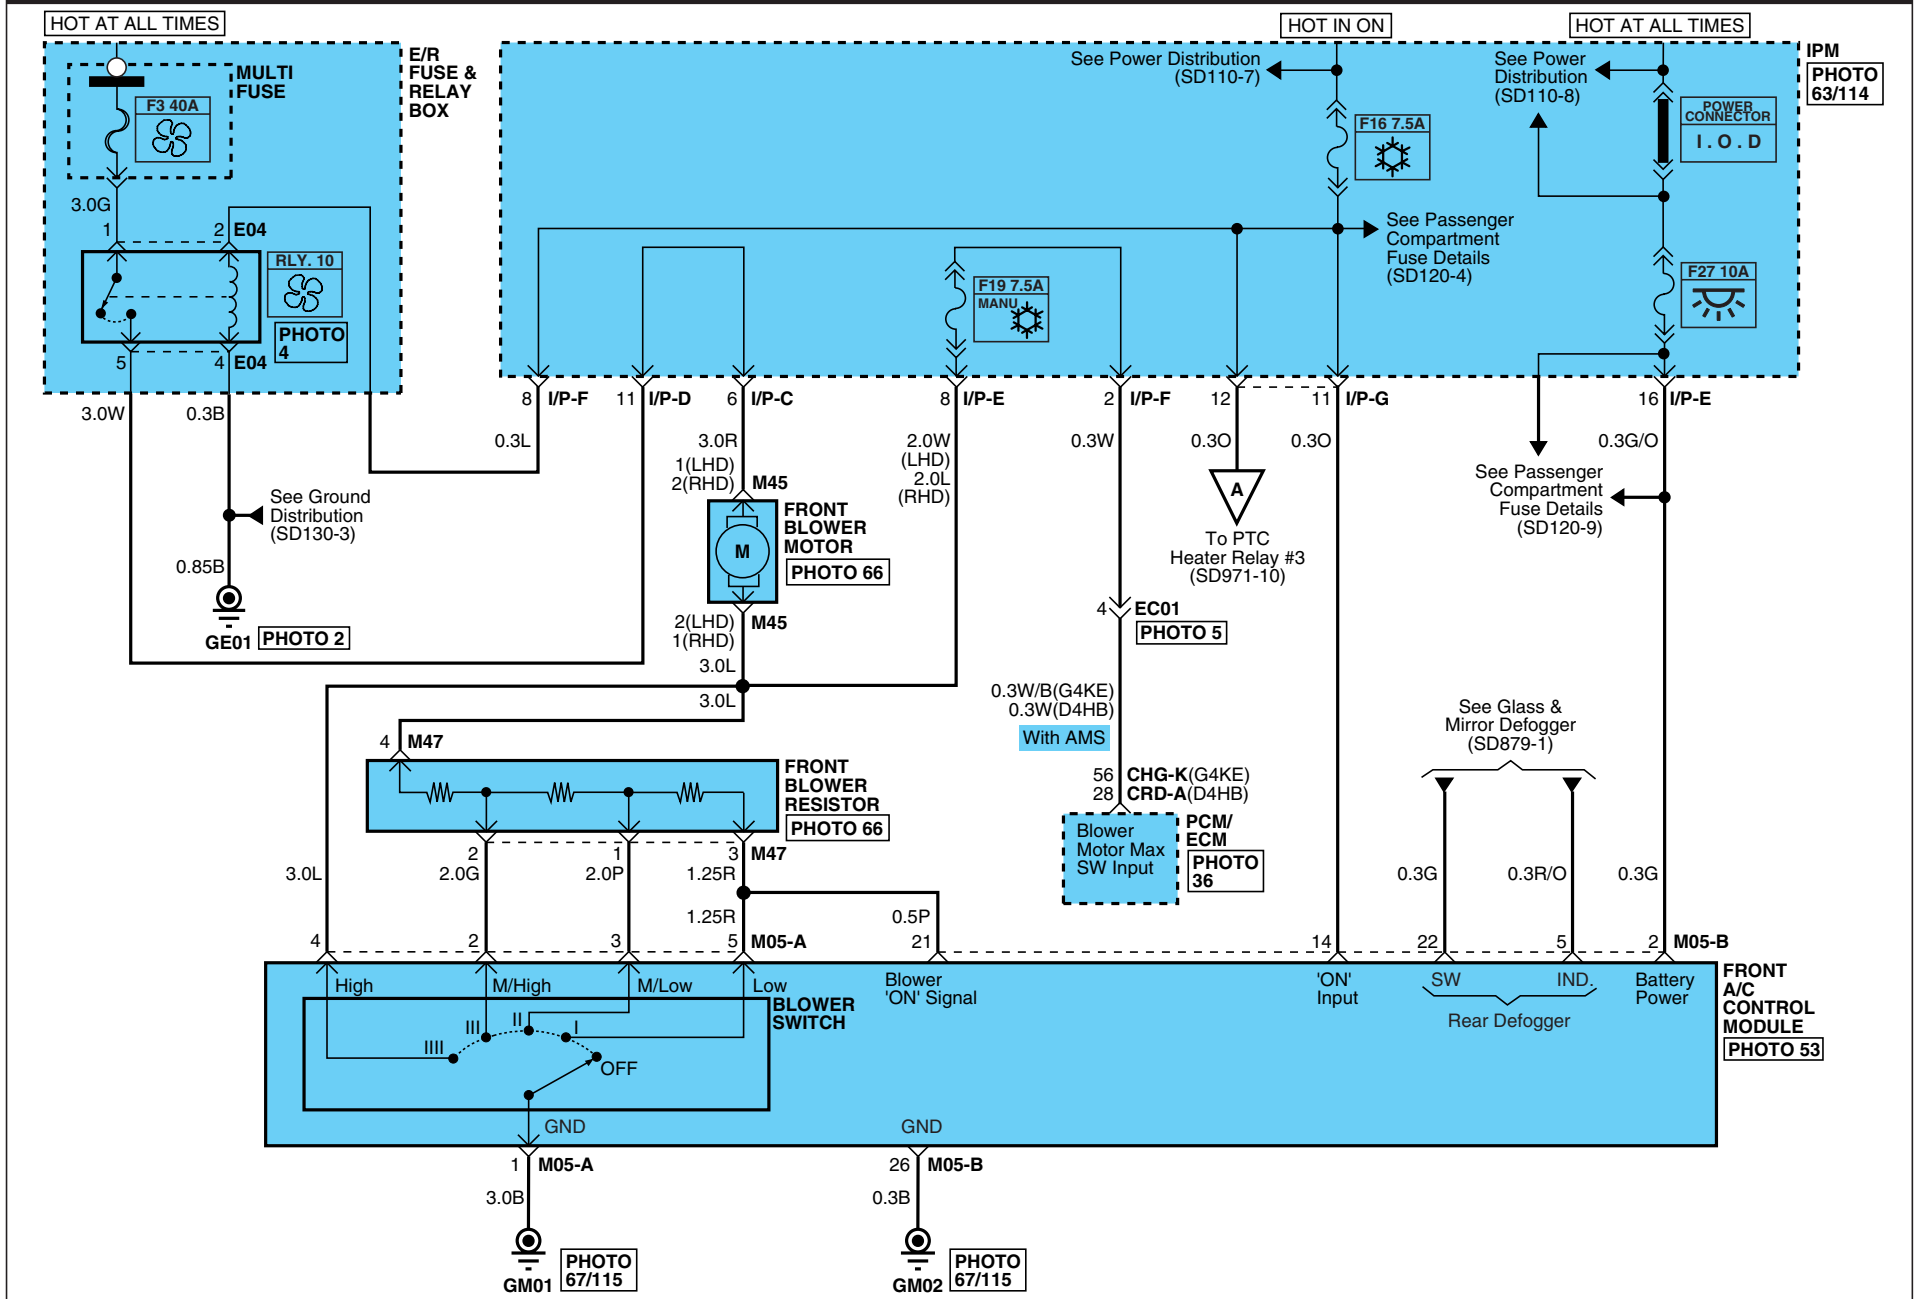 HOT AT ALL TIMES
HOT IN ON
HOT AT ALL TIMES
E/R
FUSE &
RELAY
BOX
MULTI
FUSE
F3 40A
3.0G
1
2 E04
RLY. 10
PHOTO
4
5
4 E04
See Power Distribution
(SD110-7)
See Power
Distribution
(SD110-8)
IPM
PHOTO
63/114
POWER
CONNECTOR
I . O . D
F16 7.5A
See Passenger
Compartment
Fuse Details
(SD120-4)
F19 7.5A
MANU
F27 10A
3.0W
0.3B
8 I/P-F
11 I/P-D
6 I/P-C
8 I/P-E
2 I/P-F
12
11 I/P-G
16 I/P-E
0.3L
3.0R
2.0W
(LHD)
2.0L
(RHD)
0.3W
0.3O
0.3O
0.3G/O
1(LHD)
2(RHD)
M45
FRONT
BLOWER
MOTOR
PHOTO 66
M
A
To PTC
Heater Relay #3
(SD971-10)
See Passenger
Compartment
Fuse Details
(SD120-9)
See Ground
Distribution
(SD130-3)
0.85B
GE01
PHOTO 2
2(LHD)
1(RHD)
M45
3.0L
3.0L
4 EC01
PHOTO 5
0.3W/B(G4KE)
0.3W(D4HB)
With AMS
See Glass &
Mirror Defogger
(SD879-1)
4 M47
FRONT
BLOWER
RESISTOR
PHOTO 66
56 CHG-K(G4KE)
28 CRD-A(D4HB)
Blower
Motor Max
SW Input
PCM/
ECM
PHOTO
36
2
1
3 M47
3.0L
2.0G
2.0P
1.25R
0.3G
0.3R/O
0.3G
1.25R
0.5P
4
2
3
5 M05-A
21
14
22
5
2 M05-B
High
M/High
M/Low
Low
Blower
'ON' Signal
'ON'
Input
SW
IND.
Rear Defogger
Battery
Power
FRONT
A/C
CONTROL
MODULE
PHOTO 53
BLOWER
SWITCH
IIII
III
II
I
OFF
GND
GND
1 M05-A
26 M05-B
3.0B
0.3B
GM01
PHOTO
67/115
GM02
PHOTO
67/115